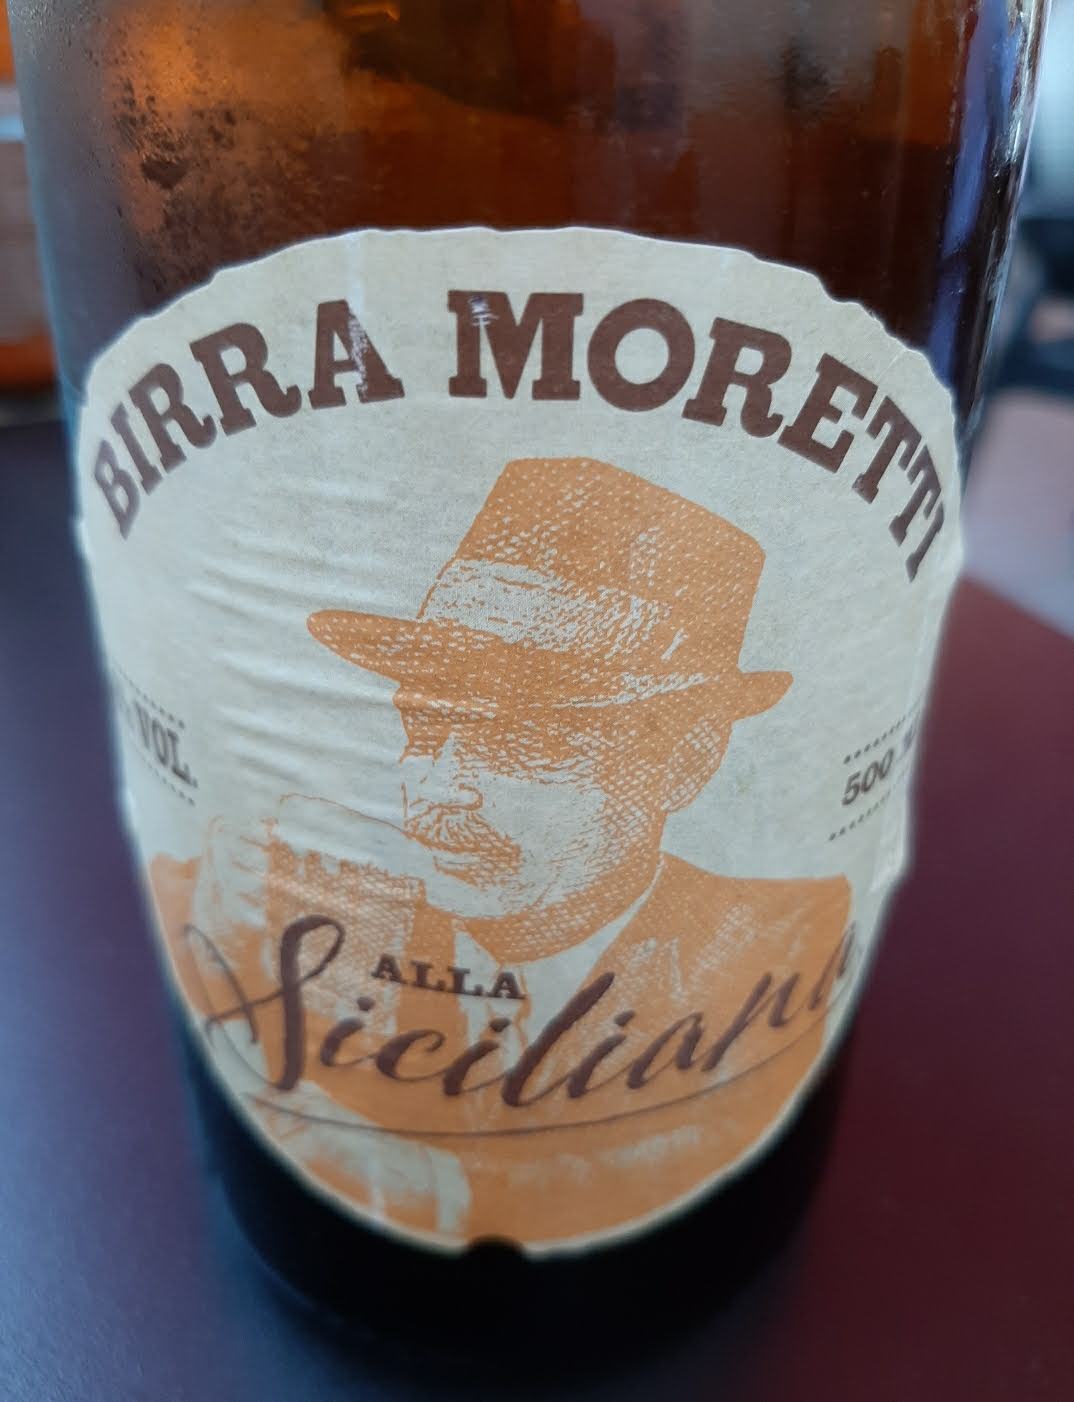 BIRRA MORETTI
VOL.
500
ALLA
Siciliana